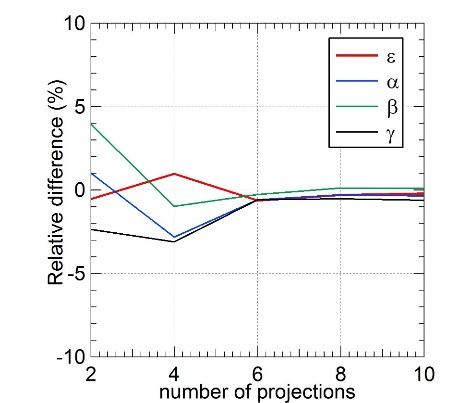 10
5
0
-5
-10
Relative difference (%)
ε
α
β
γ
2 4 6 8 10
number of projections